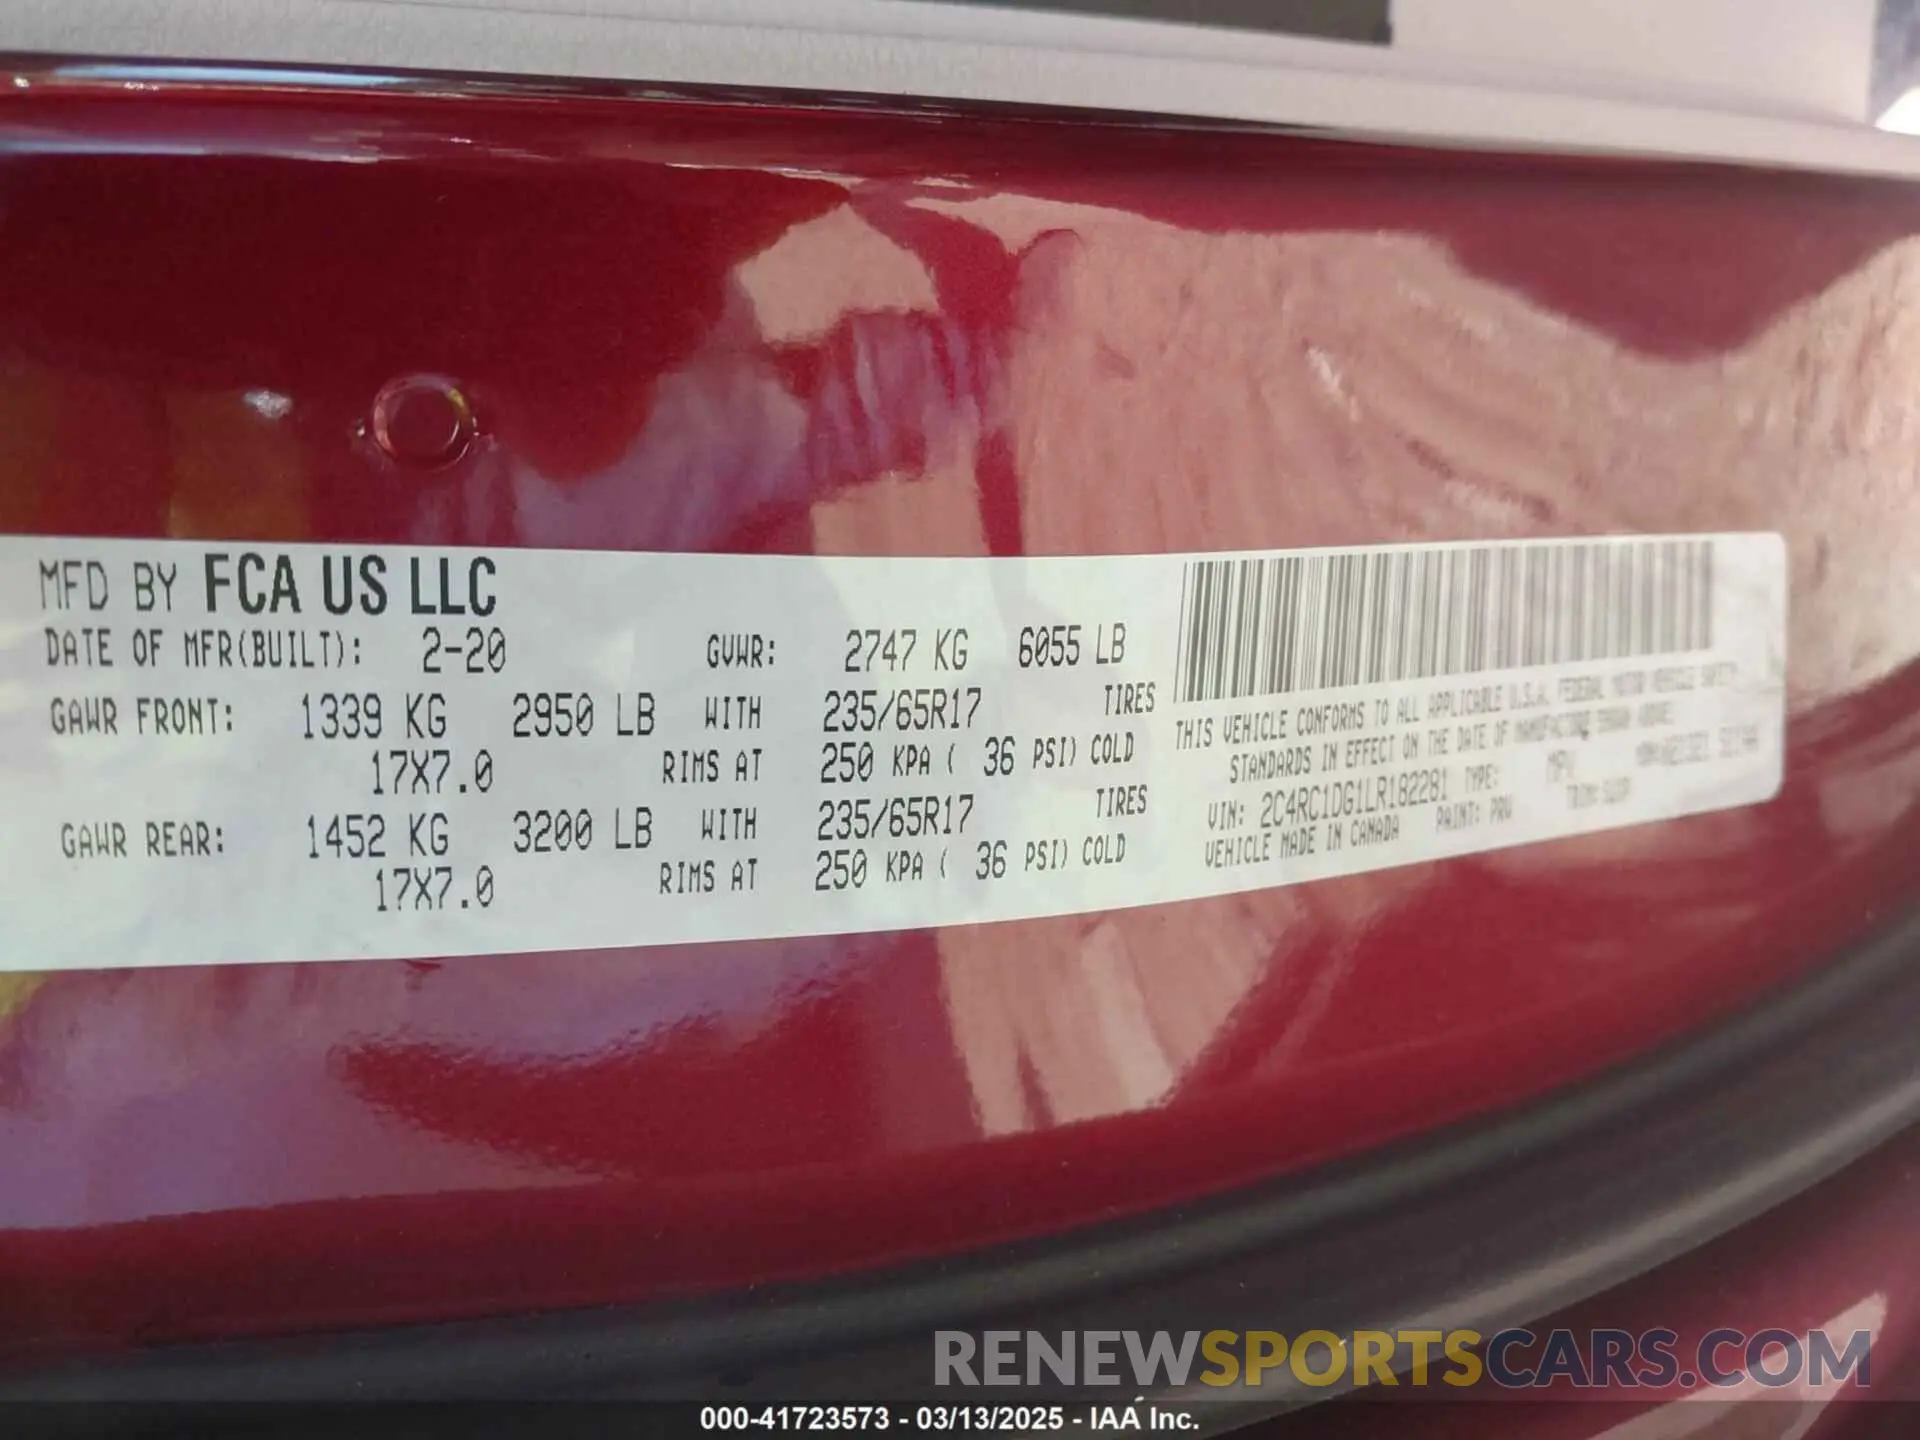 MFD BY FCA US LLC
DATE OF MFR(BUILT): 2-20 GVWR: 2747 KG 6055 LB
GAWR FRONT: 1339 KG 2950 LB WITH 235/65R17 TIRES
17X7.0 RIMS AT 250 KPA ( 36 PSI) COLD
GAWR REAR: 1452 KG 3200 LB WITH 235/65R17 TIRES
17X7.0 RIMS AT 250 KPA ( 36 PSI) COLD
THIS VEHICLE CONFORMS TO ALL APPLICABLE U.S.A. FEDERAL MOTOR VEHICLE SAFETY
STANDARDS IN EFFECT ON THE DATE OF MANUFACTURE SHOWN ABOVE.
VIN: 2C4RC1DG1LR182281 TYPE: MPV
VEHICLE MADE IN CANADA PAINT: PRV
RENEWSPORTSCARS.COM
000-41723573 - 03/13/2025 - IAA Inc.